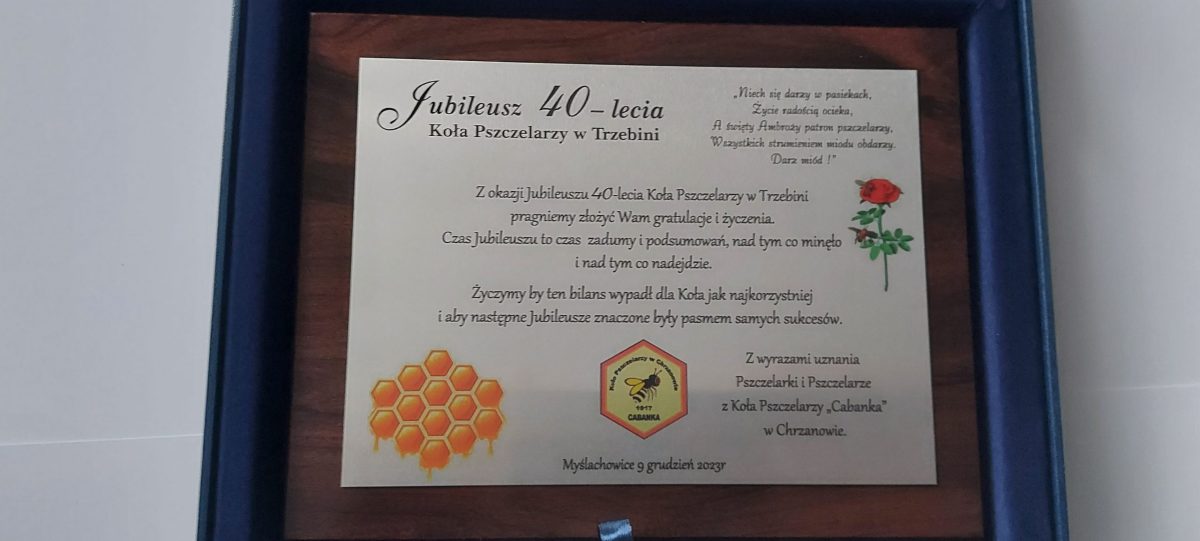 Jubileusz 40-lecia
Koła Pszczelarzy w Trzebini
„Niech się darzy w pasiekach,
Życie radością ocieka,
A święty Ambroży patron pszczelarzy,
Wszystkich strumieniem miodu obdarzy.
Darz miód !"
Z okazji Jubileuszu 40-lecia Koła Pszczelarzy w Trzebini
pragniemy złożyć Wam gratulacje i życzenia.
Czas Jubileuszu to czas zadumy i podsumowań, nad tym co minęło
i nad tym co nadejdzie.
Życzymy by ten bilans wypadł dla Koła jak najkorzystniej
i aby następne Jubileusze znaczone były pasmem samych sukcesów.
Koło Pszczelarzy w Chrzanowie
1917
CABANKA
Z wyrazami uznania
Pszczelarki i Pszczelarze
z Koła Pszczelarzy „Cabanka”
w Chrzanowie.
Myślachowice 9 grudzień 2023r